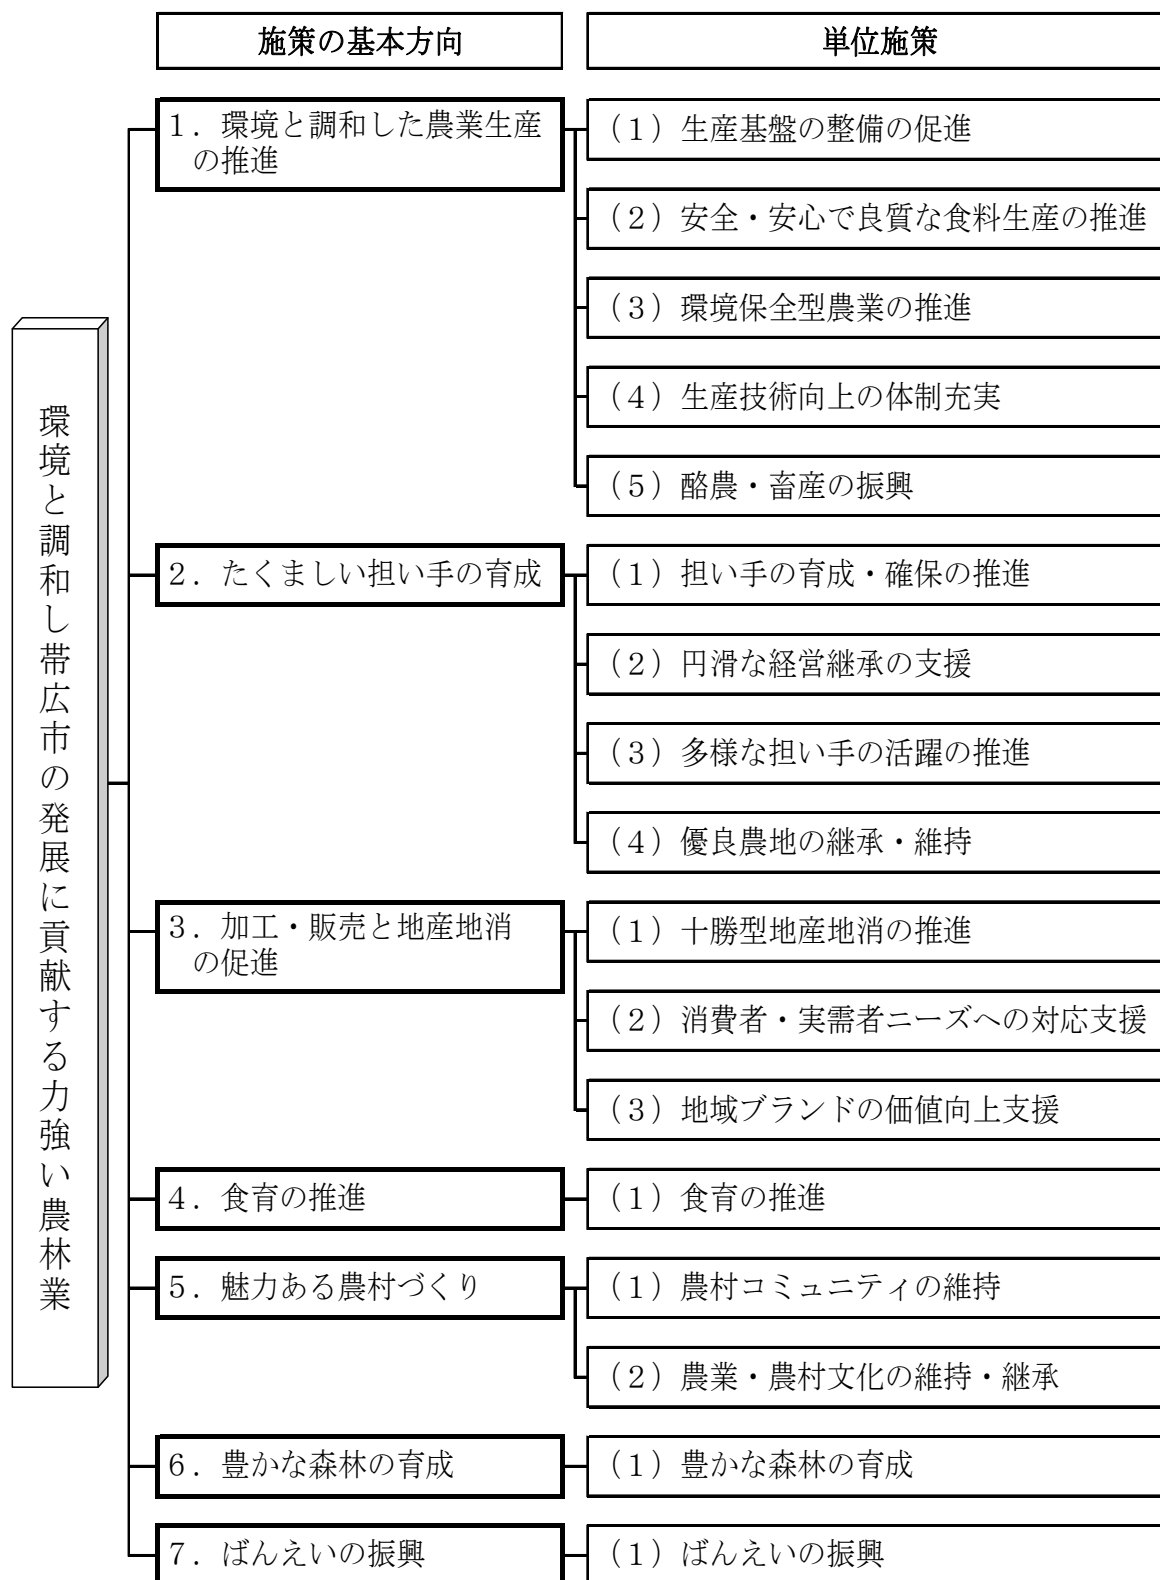 施策の基本方向
単位施策
環境と調和し帯広市の発展に貢献する力強い農林業
1．環境と調和した農業生産
の推進
（1）生産基盤の整備の促進
（2）安全・安心で良質な食料生産の推進
（3）環境保全型農業の推進
（4）生産技術向上の体制充実
（5）酪農・畜産の振興
2．たくましい担い手の育成
（1）担い手の育成・確保の推進
（2）円滑な経営継承の支援
（3）多様な担い手の活躍の推進
（4）優良農地の継承・維持
3．加工・販売と地産地消
の促進
（1）十勝型地産地消の推進
（2）消費者・実需者ニーズへの対応支援
（3）地域ブランドの価値向上支援
4．食育の推進
（1）食育の推進
5．魅力ある農村づくり
（1）農村コミュニティの維持
（2）農業・農村文化の維持・継承
6．豊かな森林の育成
（1）豊かな森林の育成
7．ばんえいの振興
（1）ばんえいの振興